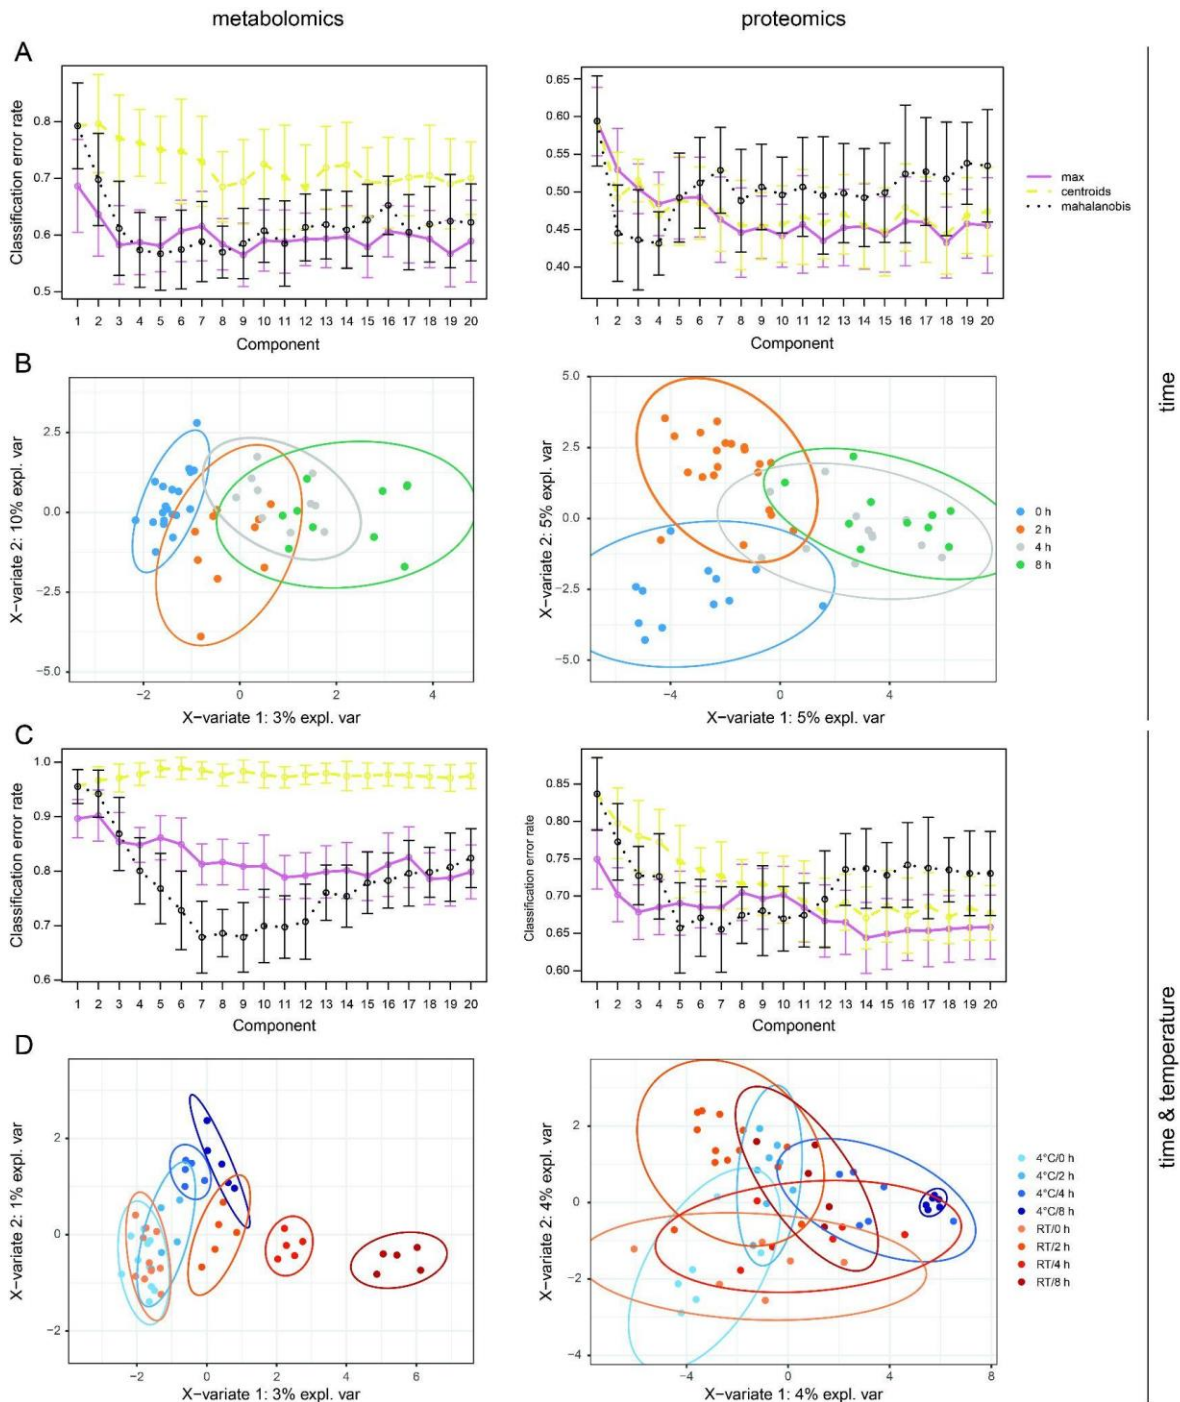 metabolomics
proteomics
A
Classification error rate
0.8
0.7
0.6
0.5
1 2 3 4 5 6 7 8 9 10 11 12 13 14 15 16 17 18 19 20
Component
0.65
0.60
0.55
0.50
0.45
0.40
1 2 3 4 5 6 7 8 9 10 11 12 13 14 15 16 17 18 19 20
Component
max
centroids
mahalanobis
time
B
X−variate 2: 10% expl. var
2.5
0.0
−2.5
−5.0
−2 0 2 4
X−variate 1: 3% expl. var
X−variate 2: 5% expl. var
5.0
2.5
0.0
−2.5
−5.0
−4 0 4
X−variate 1: 5% expl. var
0 h
2 h
4 h
8 h
C
Classification error rate
1.0
0.9
0.8
0.7
0.6
1 2 3 4 5 6 7 8 9 10 11 12 13 14 15 16 17 18 19 20
Component
Classification error rate
0.85
0.80
0.75
0.70
0.65
0.60
1 2 3 4 5 6 7 8 9 10 11 12 13 14 15 16 17 18 19 20
Component
time & temperature
D
X−variate 2: 1% expl. var
2
0
−2
−2 0 2 4 6
X−variate 1: 3% expl. var
X−variate 2: 4% expl. var
2
0
−2
−4
−4 0 4 8
X−variate 1: 4% expl. var
4°C/0 h
4°C/2 h
4°C/4 h
4°C/8 h
RT/0 h
RT/2 h
RT/4 h
RT/8 h